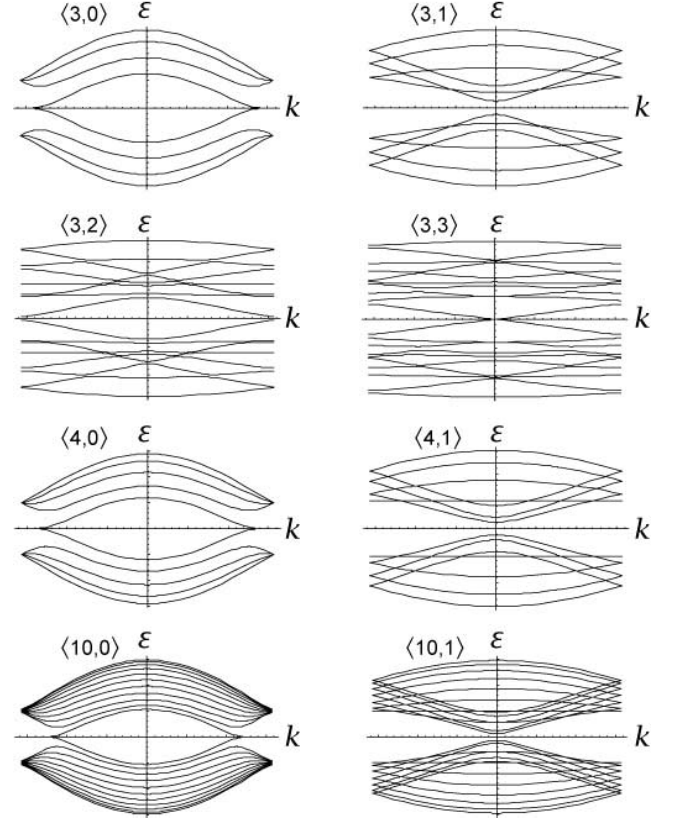 ⟨3,0⟩ ε ⟨3,1⟩ ε
k k
⟨3,2⟩ ε ⟨3,3⟩ ε
k k
⟨4,0⟩ ε ⟨4,1⟩ ε
k k
⟨10,0⟩ ε ⟨10,1⟩ ε
k k